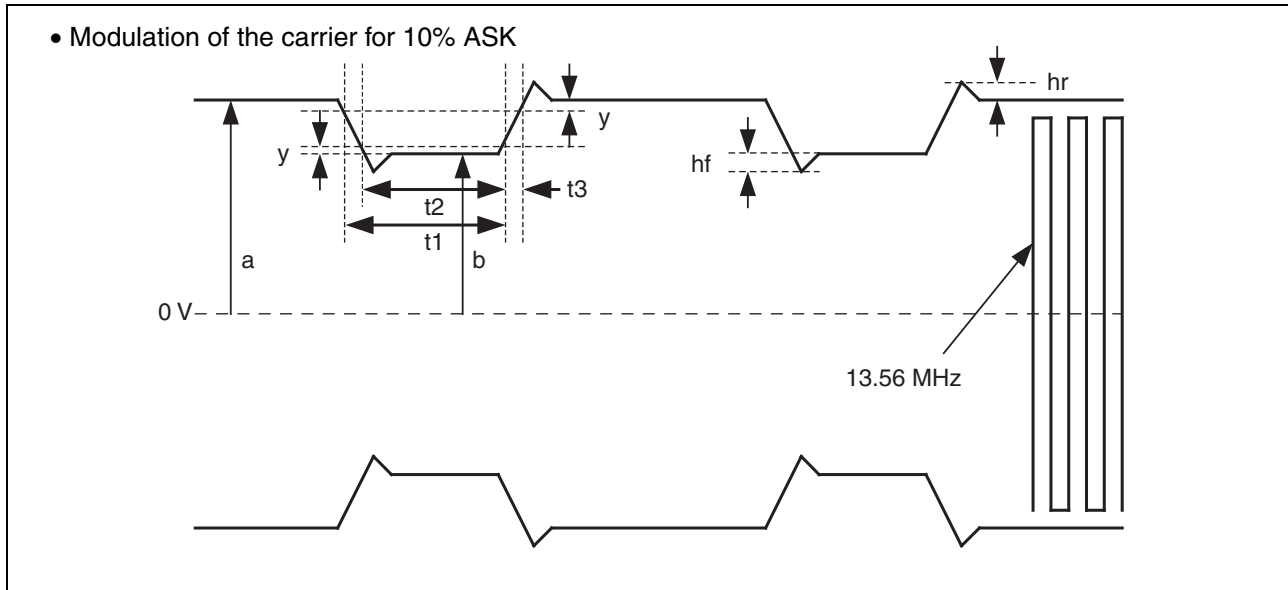 • Modulation of the carrier for 10% ASK
hr
y
y
hf
t2
t3
t1
a
b
0 V
13.56 MHz